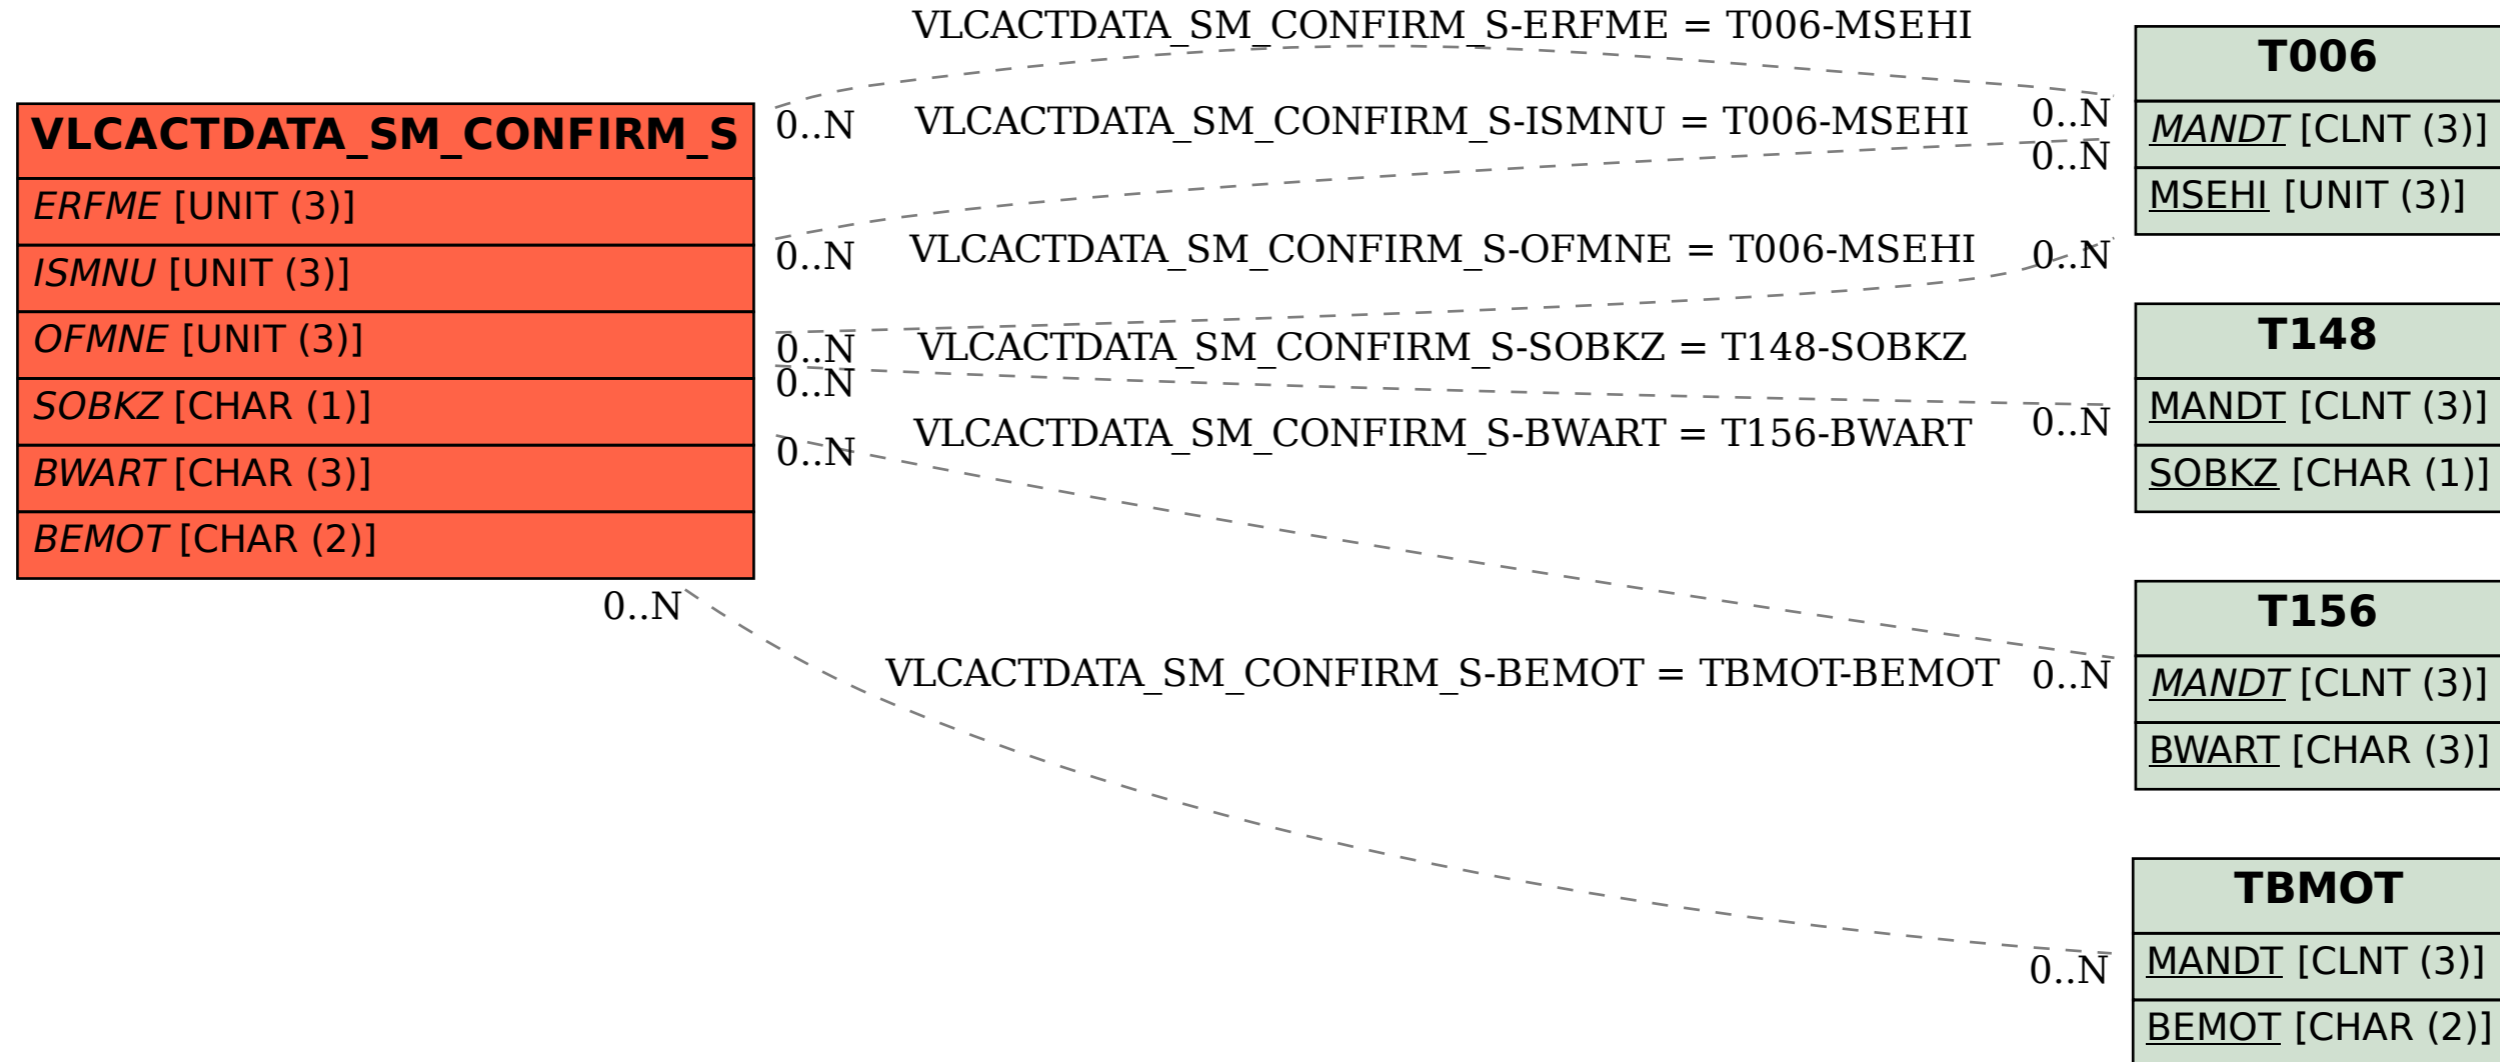 VLCACTDATA_SM_CONFIRM_S
ERFME [UNIT (3)]
ISMNU [UNIT (3)]
OFMNE [UNIT (3)]
SOBKZ [CHAR (1)]
BWART [CHAR (3)]
BEMOT [CHAR (2)]
VLCACTDATA_SM_CONFIRM_S-ERFME = T006-MSEHI
0..N
0..N
VLCACTDATA_SM_CONFIRM_S-ISMNU = T006-MSEHI
0..N
0..N
VLCACTDATA_SM_CONFIRM_S-OFMNE = T006-MSEHI
0..N
0..N
VLCACTDATA_SM_CONFIRM_S-SOBKZ = T148-SOBKZ
0..N
0..N
VLCACTDATA_SM_CONFIRM_S-BWART = T156-BWART
0..N
0..N
VLCACTDATA_SM_CONFIRM_S-BEMOT = TBMOT-BEMOT
0..N
0..N
T006
MANDT [CLNT (3)]
MSEHI [UNIT (3)]
T148
MANDT [CLNT (3)]
SOBKZ [CHAR (1)]
T156
MANDT [CLNT (3)]
BWART [CHAR (3)]
TBMOT
MANDT [CLNT (3)]
BEMOT [CHAR (2)]